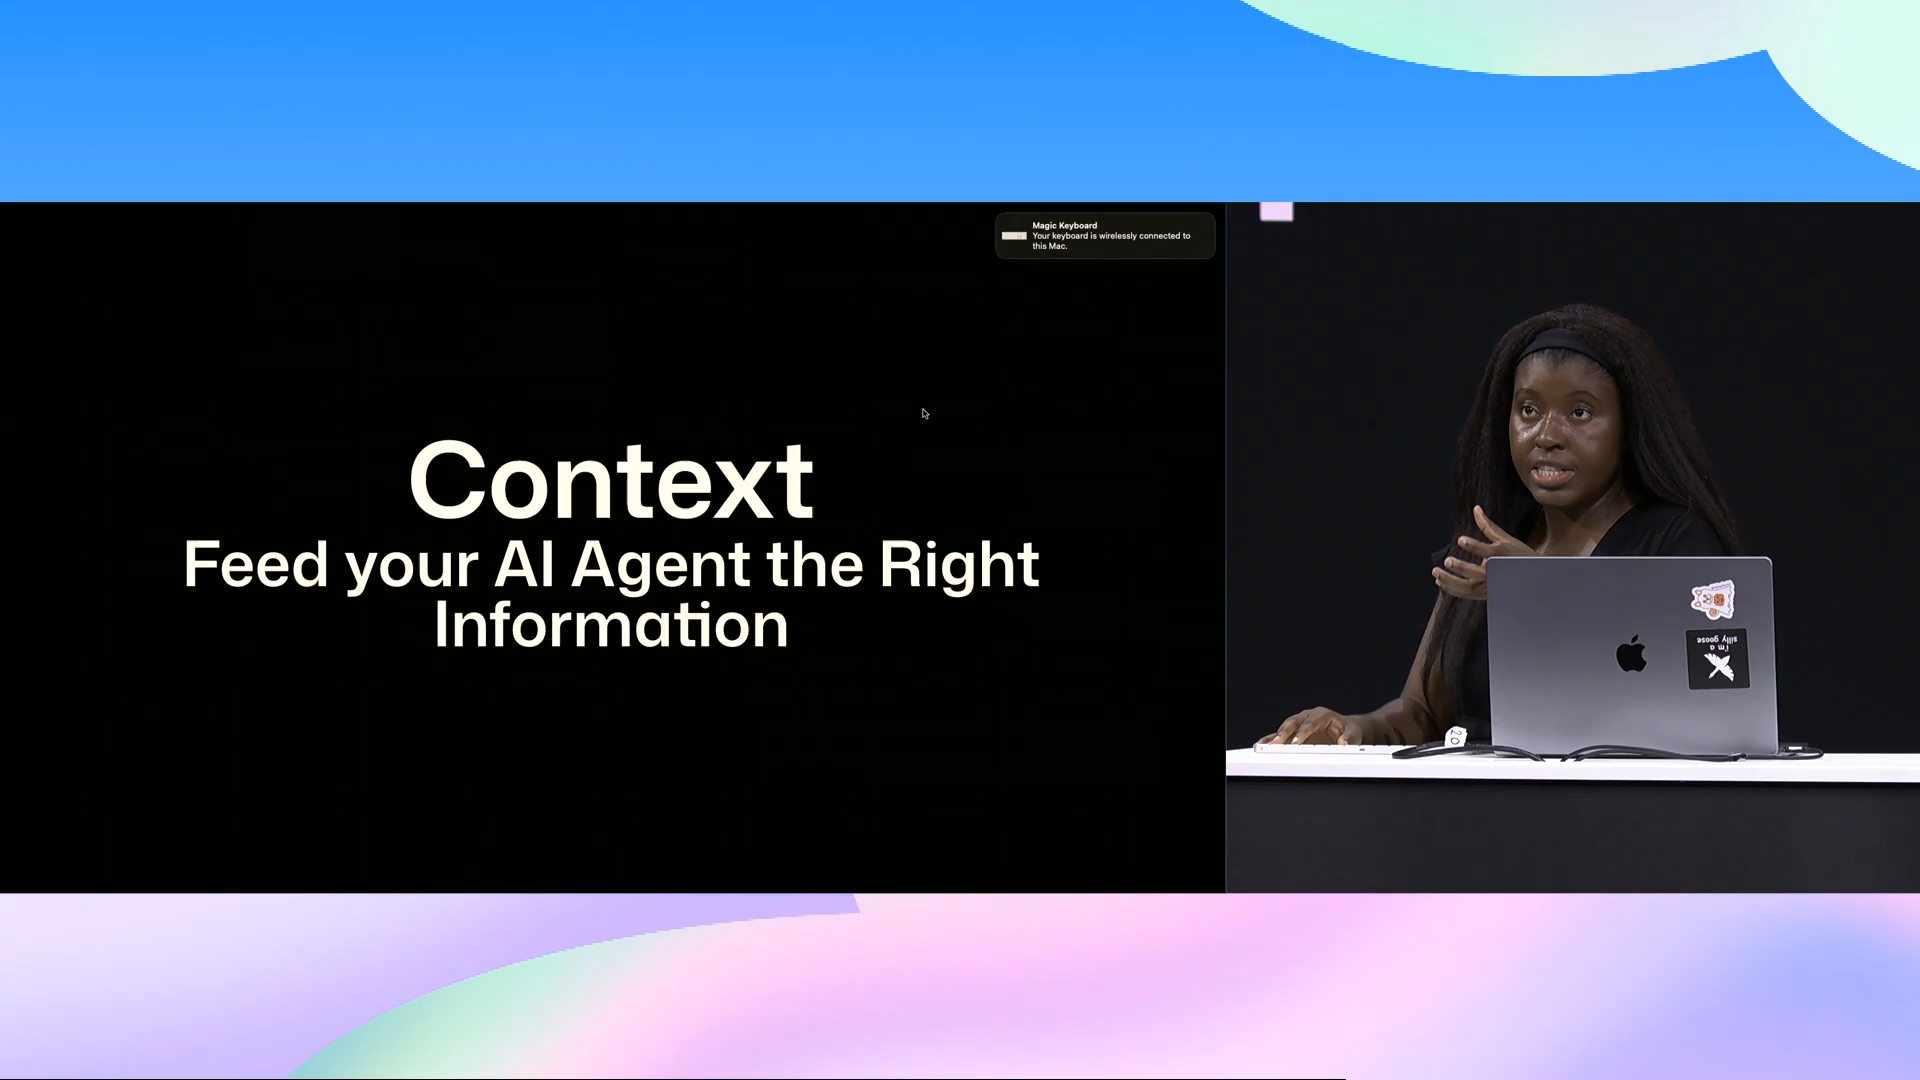 Magic Keyboard
Your keyboard is wirelessly connected to
this Mac.
Context
Feed your AI Agent the Right
Information
i'm a
silly goose
20